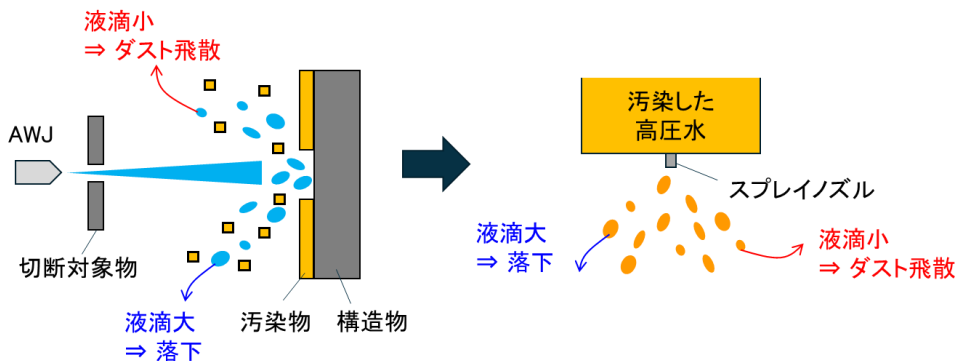 液滴小
⇒ ダスト飛散
AWJ
切断対象物
液滴大
⇒ 落下
汚染物
構造物
汚染した
高圧水
スプレイノズル
液滴大
⇒ 落下
液滴小
⇒ ダスト飛散